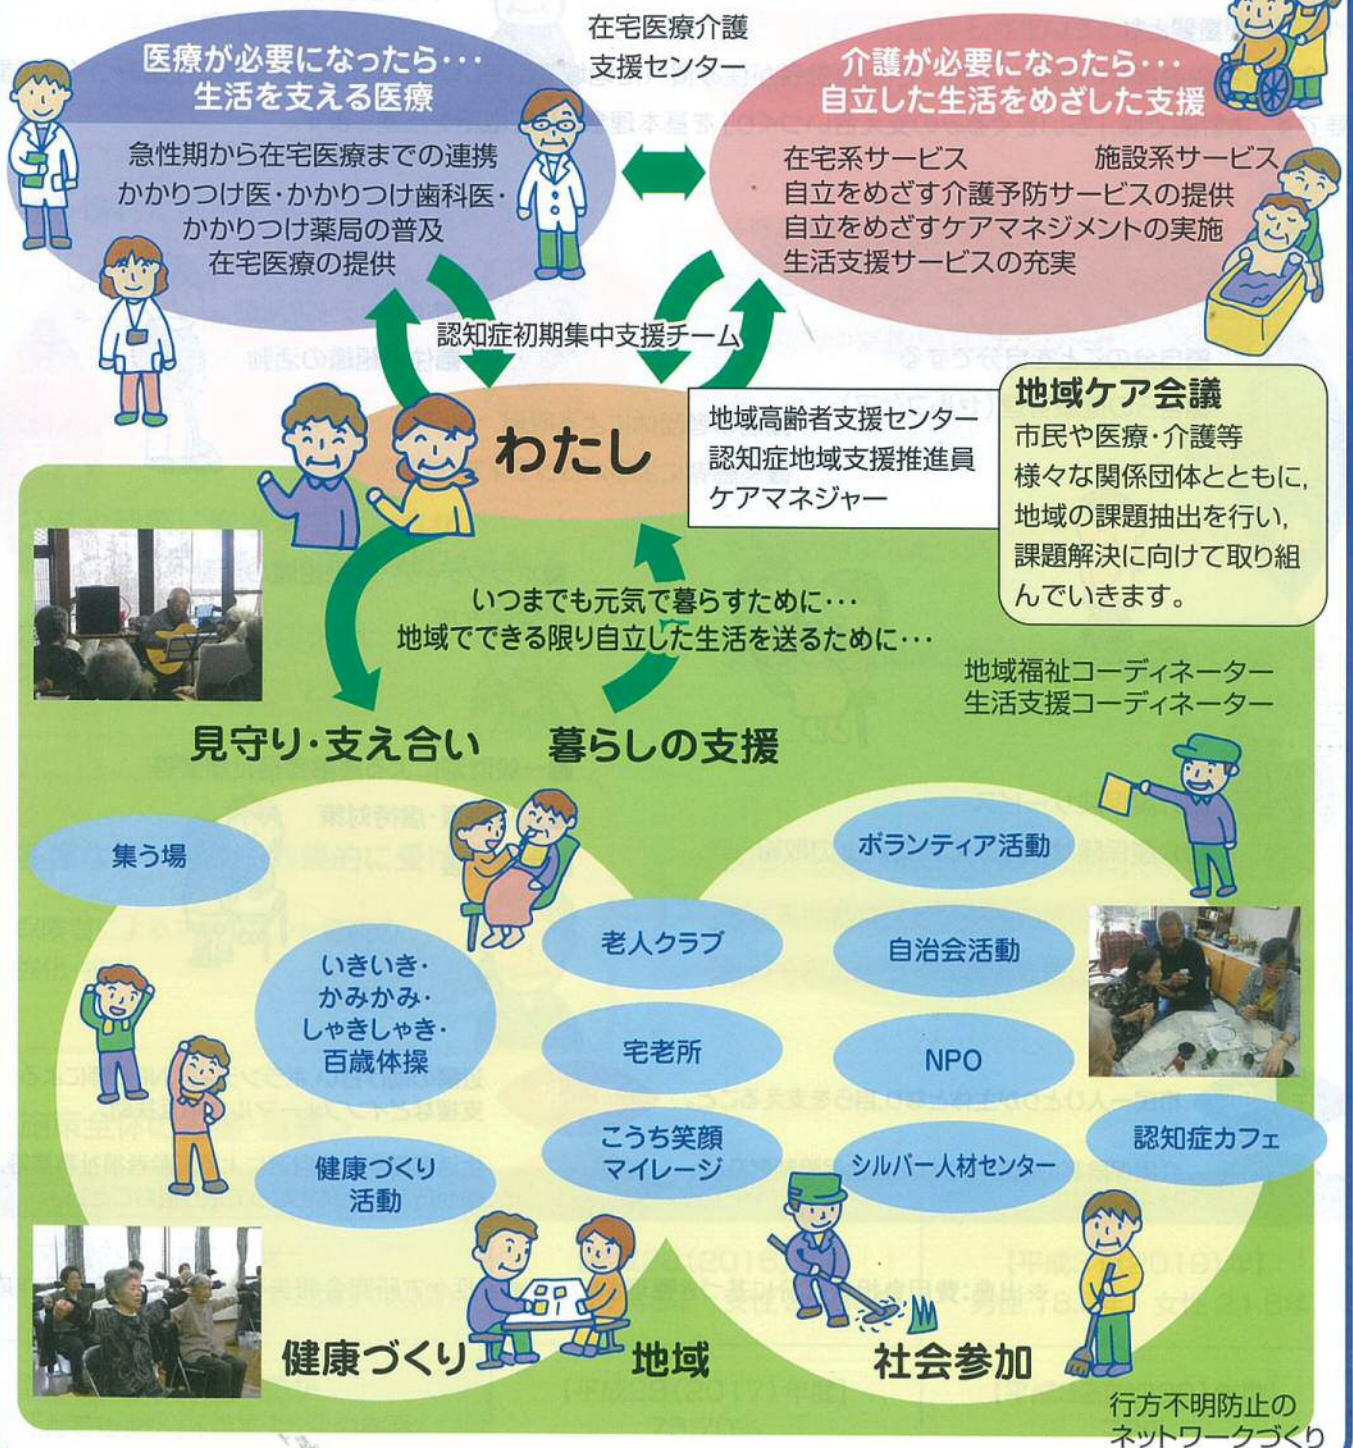 在宅医療介護
支援センター
医療が必要になったら・・・
生活を支える医療
急性期から在宅医療までの連携
かかりつけ医・かかりつけ歯科医・
かかりつけ薬局の普及
在宅医療の提供
介護が必要になったら・・・
自立した生活をめざした支援
在宅系サービス 施設系サービス
自立をめざす介護予防サービスの提供
自立をめざすケアマネジメントの実施
生活支援サービスの充実
認知症初期集中支援チーム
わたし
地域高齢者支援センター
認知症地域支援推進員
ケアマネジャー
地域ケア会議
市民や医療・介護等
様々な関係団体とともに,
地域の課題抽出を行い,
課題解決に向けて取り組
んでいきます。
いつまでも元気で暮らすために・・・
地域でできる限り自立した生活を送るために・・・
地域福祉コーディネーター
生活支援コーディネーター
見守り・支え合い 暮らしの支援
集う場
ボランティア活動
老人クラブ
自治会活動
いきいき・
かみかみ・
しゃきしゃき・
百歳体操
宅老所
NPO
健康づくり
活動
こうち笑顔
マイレージ
シルバー人材センター
認知症カフェ
健康づくり 地域 社会参加
行方不明防止の
ネットワークづくり